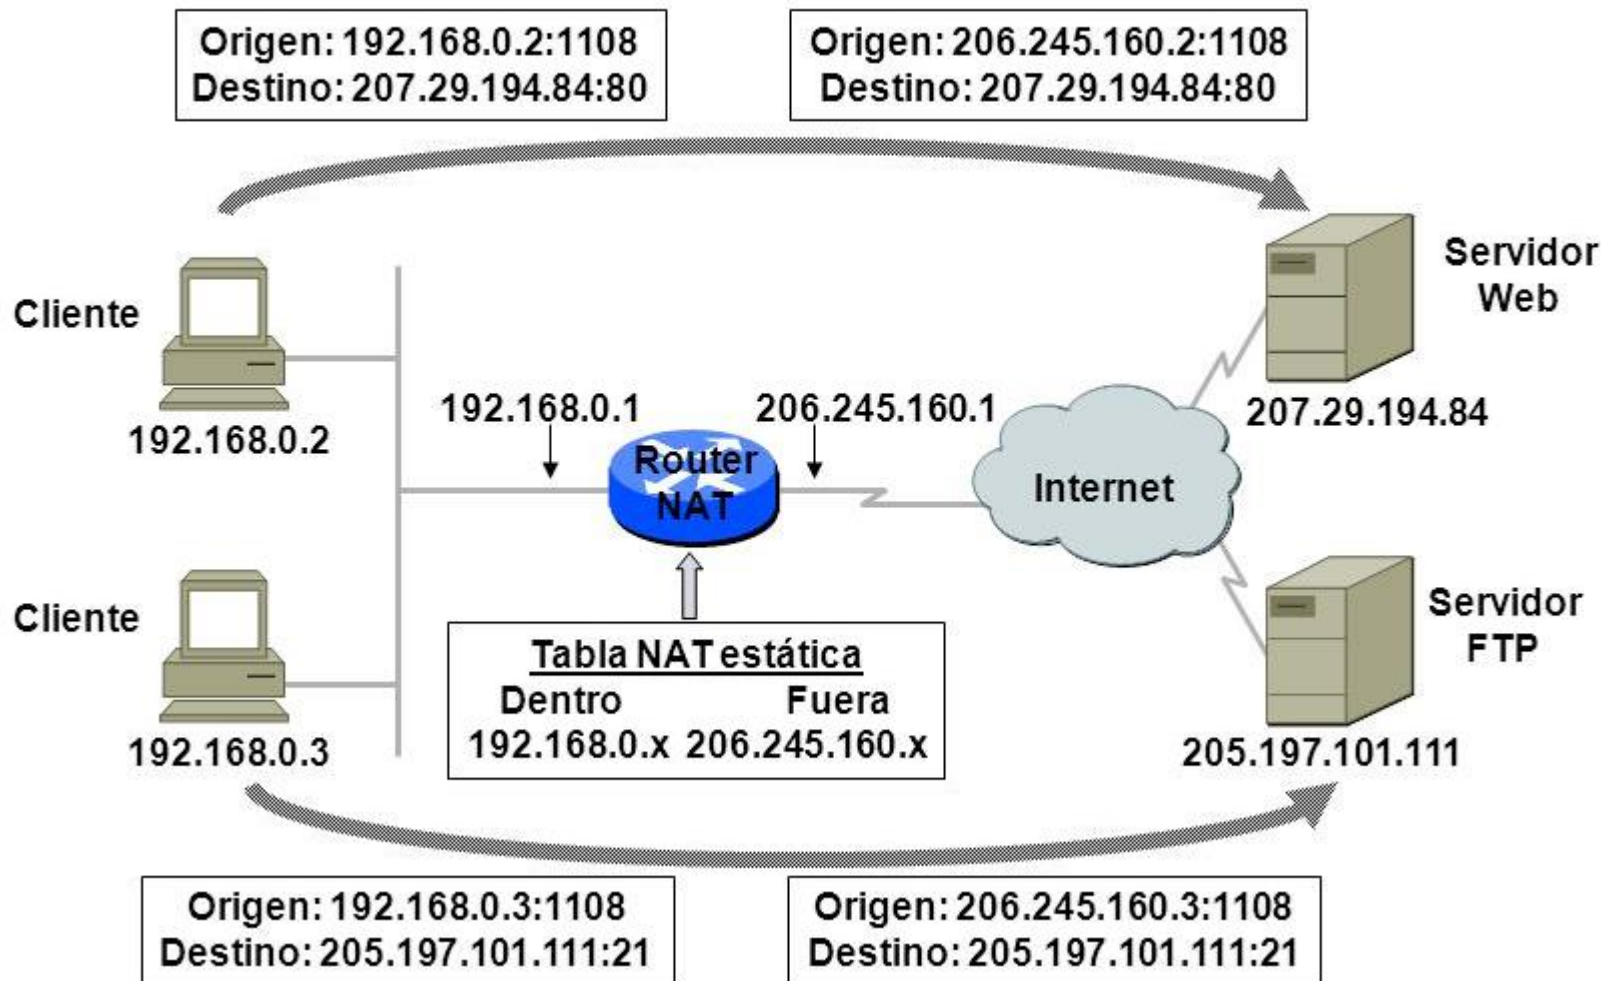 Origen: 192.168.0.2:1108
Destino: 207.29.194.84:80
Origen: 206.245.160.2:1108
Destino: 207.29.194.84:80
Servidor
Web
Cliente
192.168.0.2
192.168.0.1
206.245.160.1
207.29.194.84
Router
NAT
Internet
Cliente
192.168.0.3
Tabla NAT estática
Dentro Fuera
192.168.0.x 206.245.160.x
Servidor
FTP
205.197.101.111
Origen: 192.168.0.3:1108
Destino: 205.197.101.111:21
Origen: 206.245.160.3:1108
Destino: 205.197.101.111:21